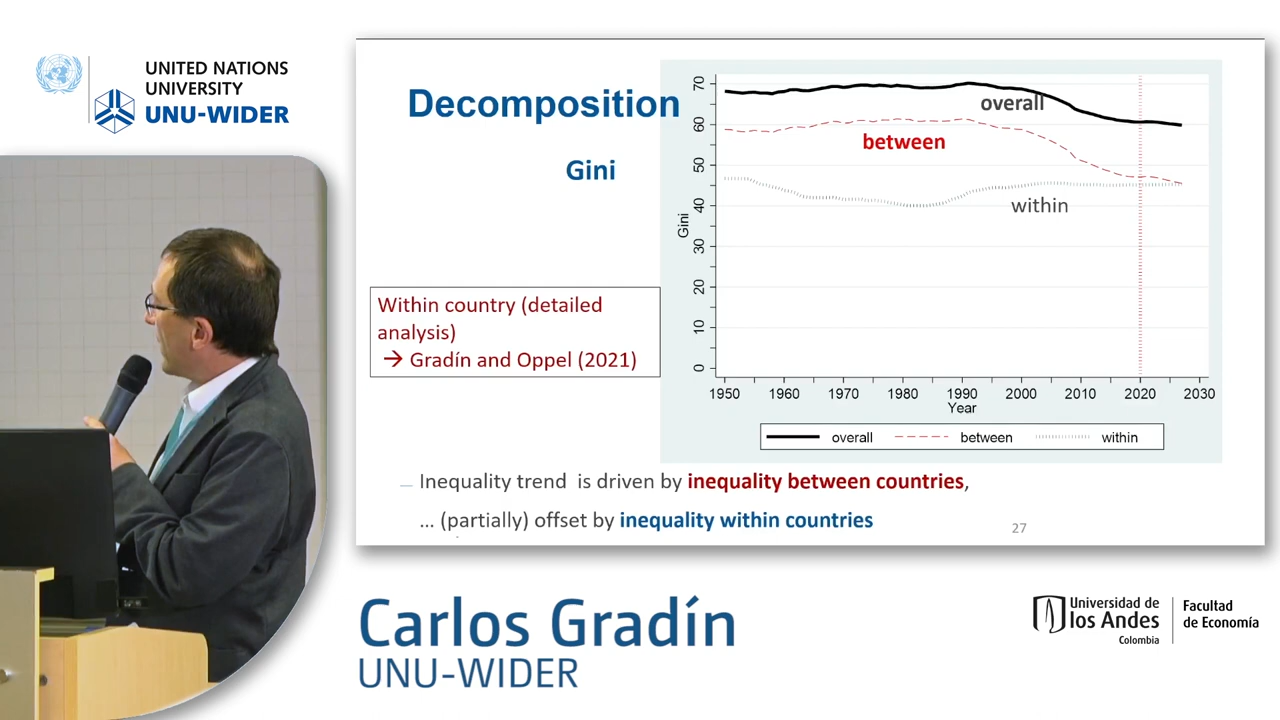 UNITED NATIONS
UNIVERSITY
UNU-WIDER
Decomposition
Gini
Within country (detailed
analysis)
→ Gradín and Oppel (2021)
overall
between
within
Gini
70
60
50
40
30
20
10
0
1950 1960 1970 1980 1990 2000 2010 2020 2030
Year
overall between within
Inequality trend is driven by inequality between countries,
... (partially) offset by inequality within countries
27
Carlos Gradín
UNU-WIDER
Universidad de
los Andes
Colombia
Facultad
de Economía